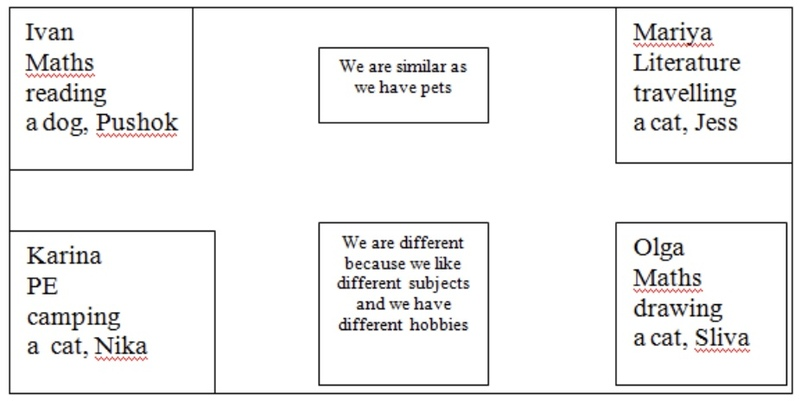 Ivan
Maths
reading
a dog, Pushok
We are similar as
we have pets
Mariya
Literature
travelling
a cat, Jess
Karina
PE
camping
a cat, Nika
We are different
because we like
different subjects
and we have
different hobbies
Olga
Maths
drawing
a cat, Sliva